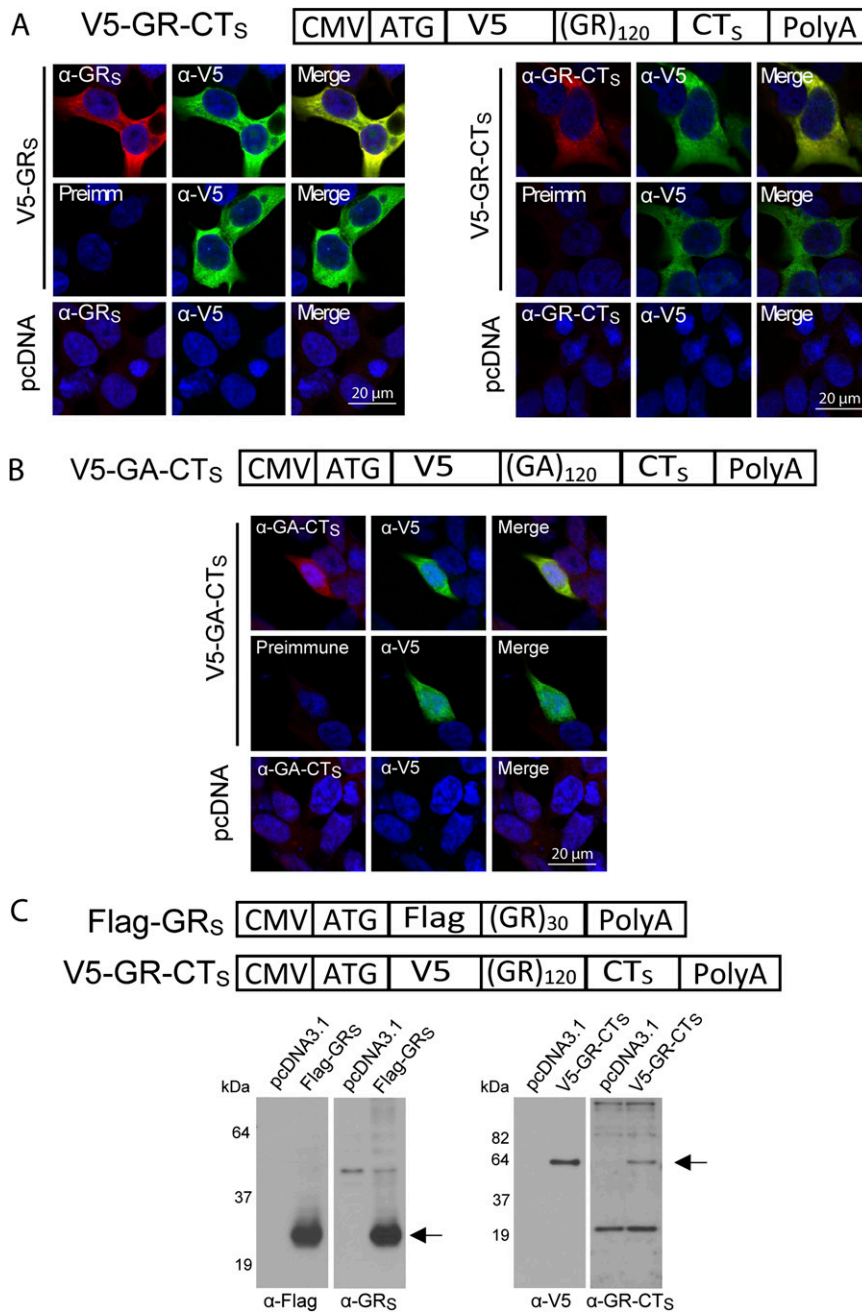 A
V5-GR-CTS CMV ATG V5 (GR)120 CTS PolyA
V5-GRS
α-GRS α-V5 Merge
Preimm α-V5 Merge
pcDNA
α-GRS α-V5 Merge
20 µm
V5-GR-CTS
α-GR-CTS α-V5 Merge
Preimm α-V5 Merge
pcDNA
α-GR-CTS α-V5 Merge
20 µm
B
V5-GA-CTS CMV ATG V5 (GA)120 CTS PolyA
V5-GA-CTS
α-GA-CTS α-V5 Merge
Preimmune α-V5 Merge
pcDNA
α-GA-CTS α-V5 Merge
20 µm
C
Flag-GRS CMV ATG Flag (GR)30 PolyA
V5-GR-CTS CMV ATG V5 (GR)120 CTS PolyA
pcDNA3.1 Flag-GRS pcDNA3.1 Flag-GRS
kDa
64
37
19
α-Flag α-GRS
pcDNA3.1 V5-GR-CTS pcDNA3.1 V5-GR-CTS
kDa
82
64
37
19
α-V5 α-GR-CTS